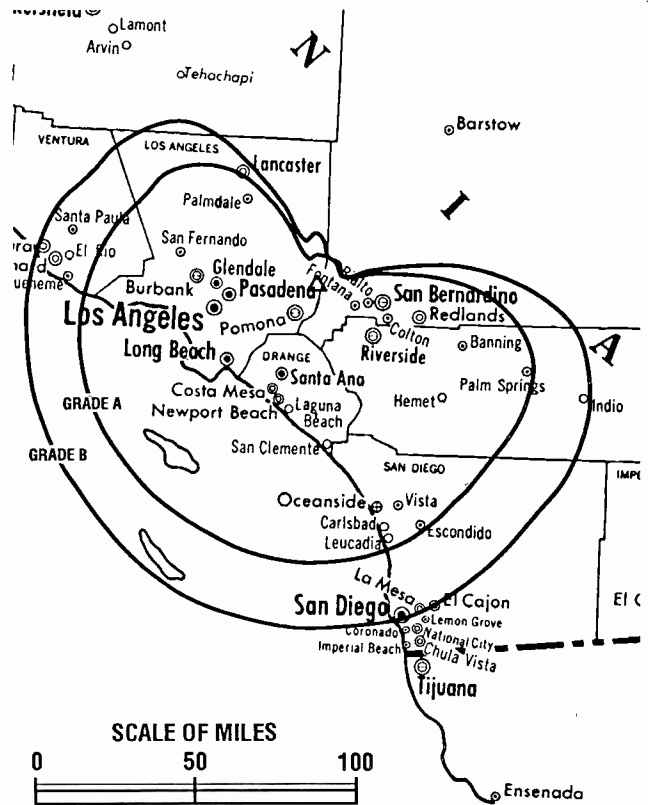 Lamont
Arvin
Tehachapi
N
Barstow
VENTURA
LOS ANGELES
Lancaster
I
Palmdale
Santa Paula
San Fernando
El Rio
Glendale
Burbank
Pasadena
Fontana
Rialto
San Bernardino
Los Angeles
Pomona
Colton
Redlands
Riverside
Banning
A
Long Beach
ORANGE
Santa Ana
Palm Springs
Costa Mesa
Newport Beach
Laguna
Beach
Hemet
Indio
GRADE A
GRADE B
San Clemente
SAN DIEGO
Oceanside
Vista
Carlsbad
Escondido
Leucadia
La Mesa
El Cajon
San Diego
Lemon Grove
Coronado
National City
Imperial Beach
Chula Vista
Tijuana
SCALE OF MILES
0 50 100
Ensenada